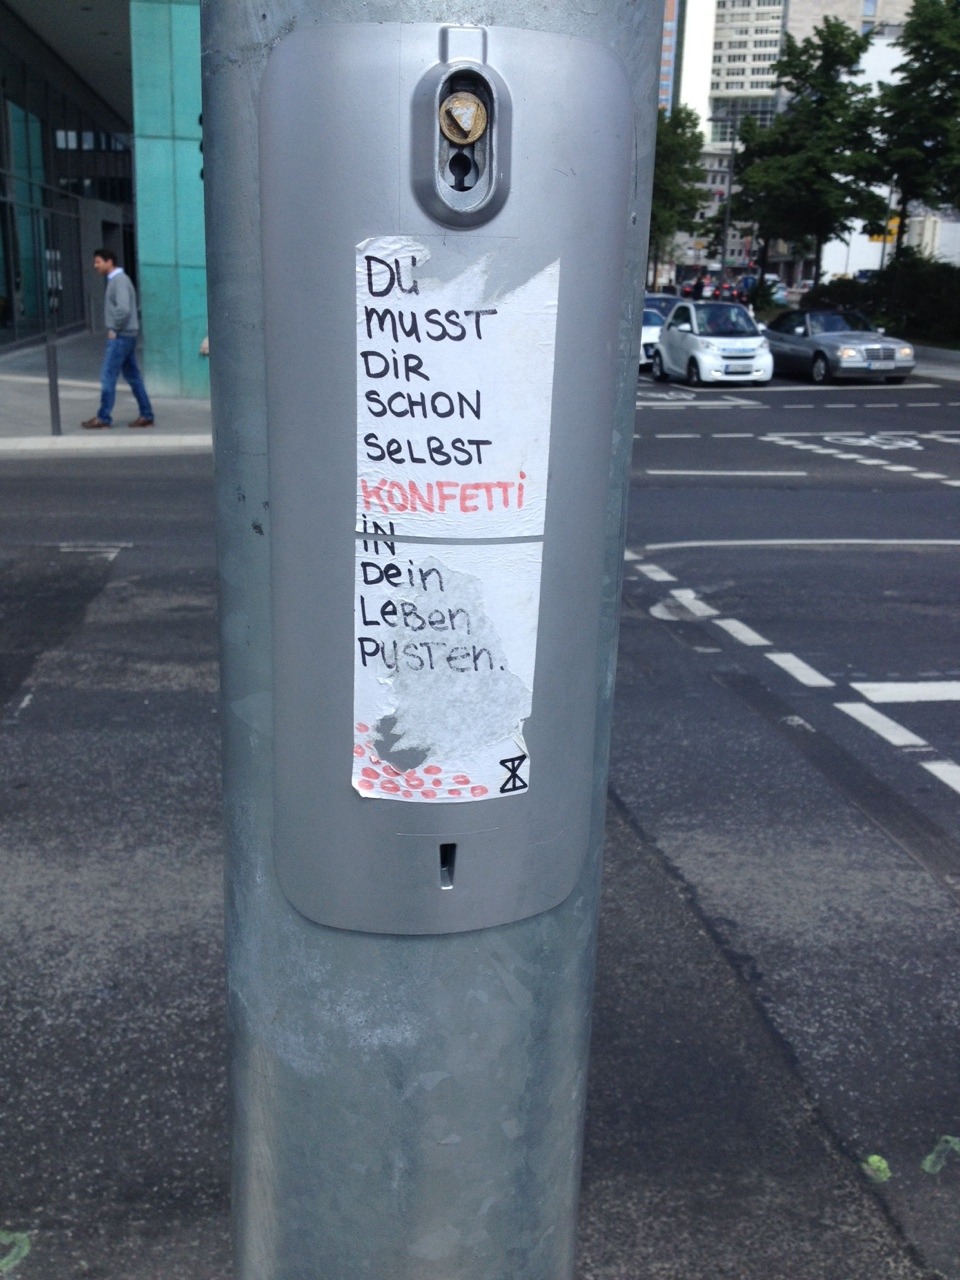 DU
MUSST
DiR
SCHON
SeLBST
KONFETTi
iN
Dein
LeBen
PUSTen.